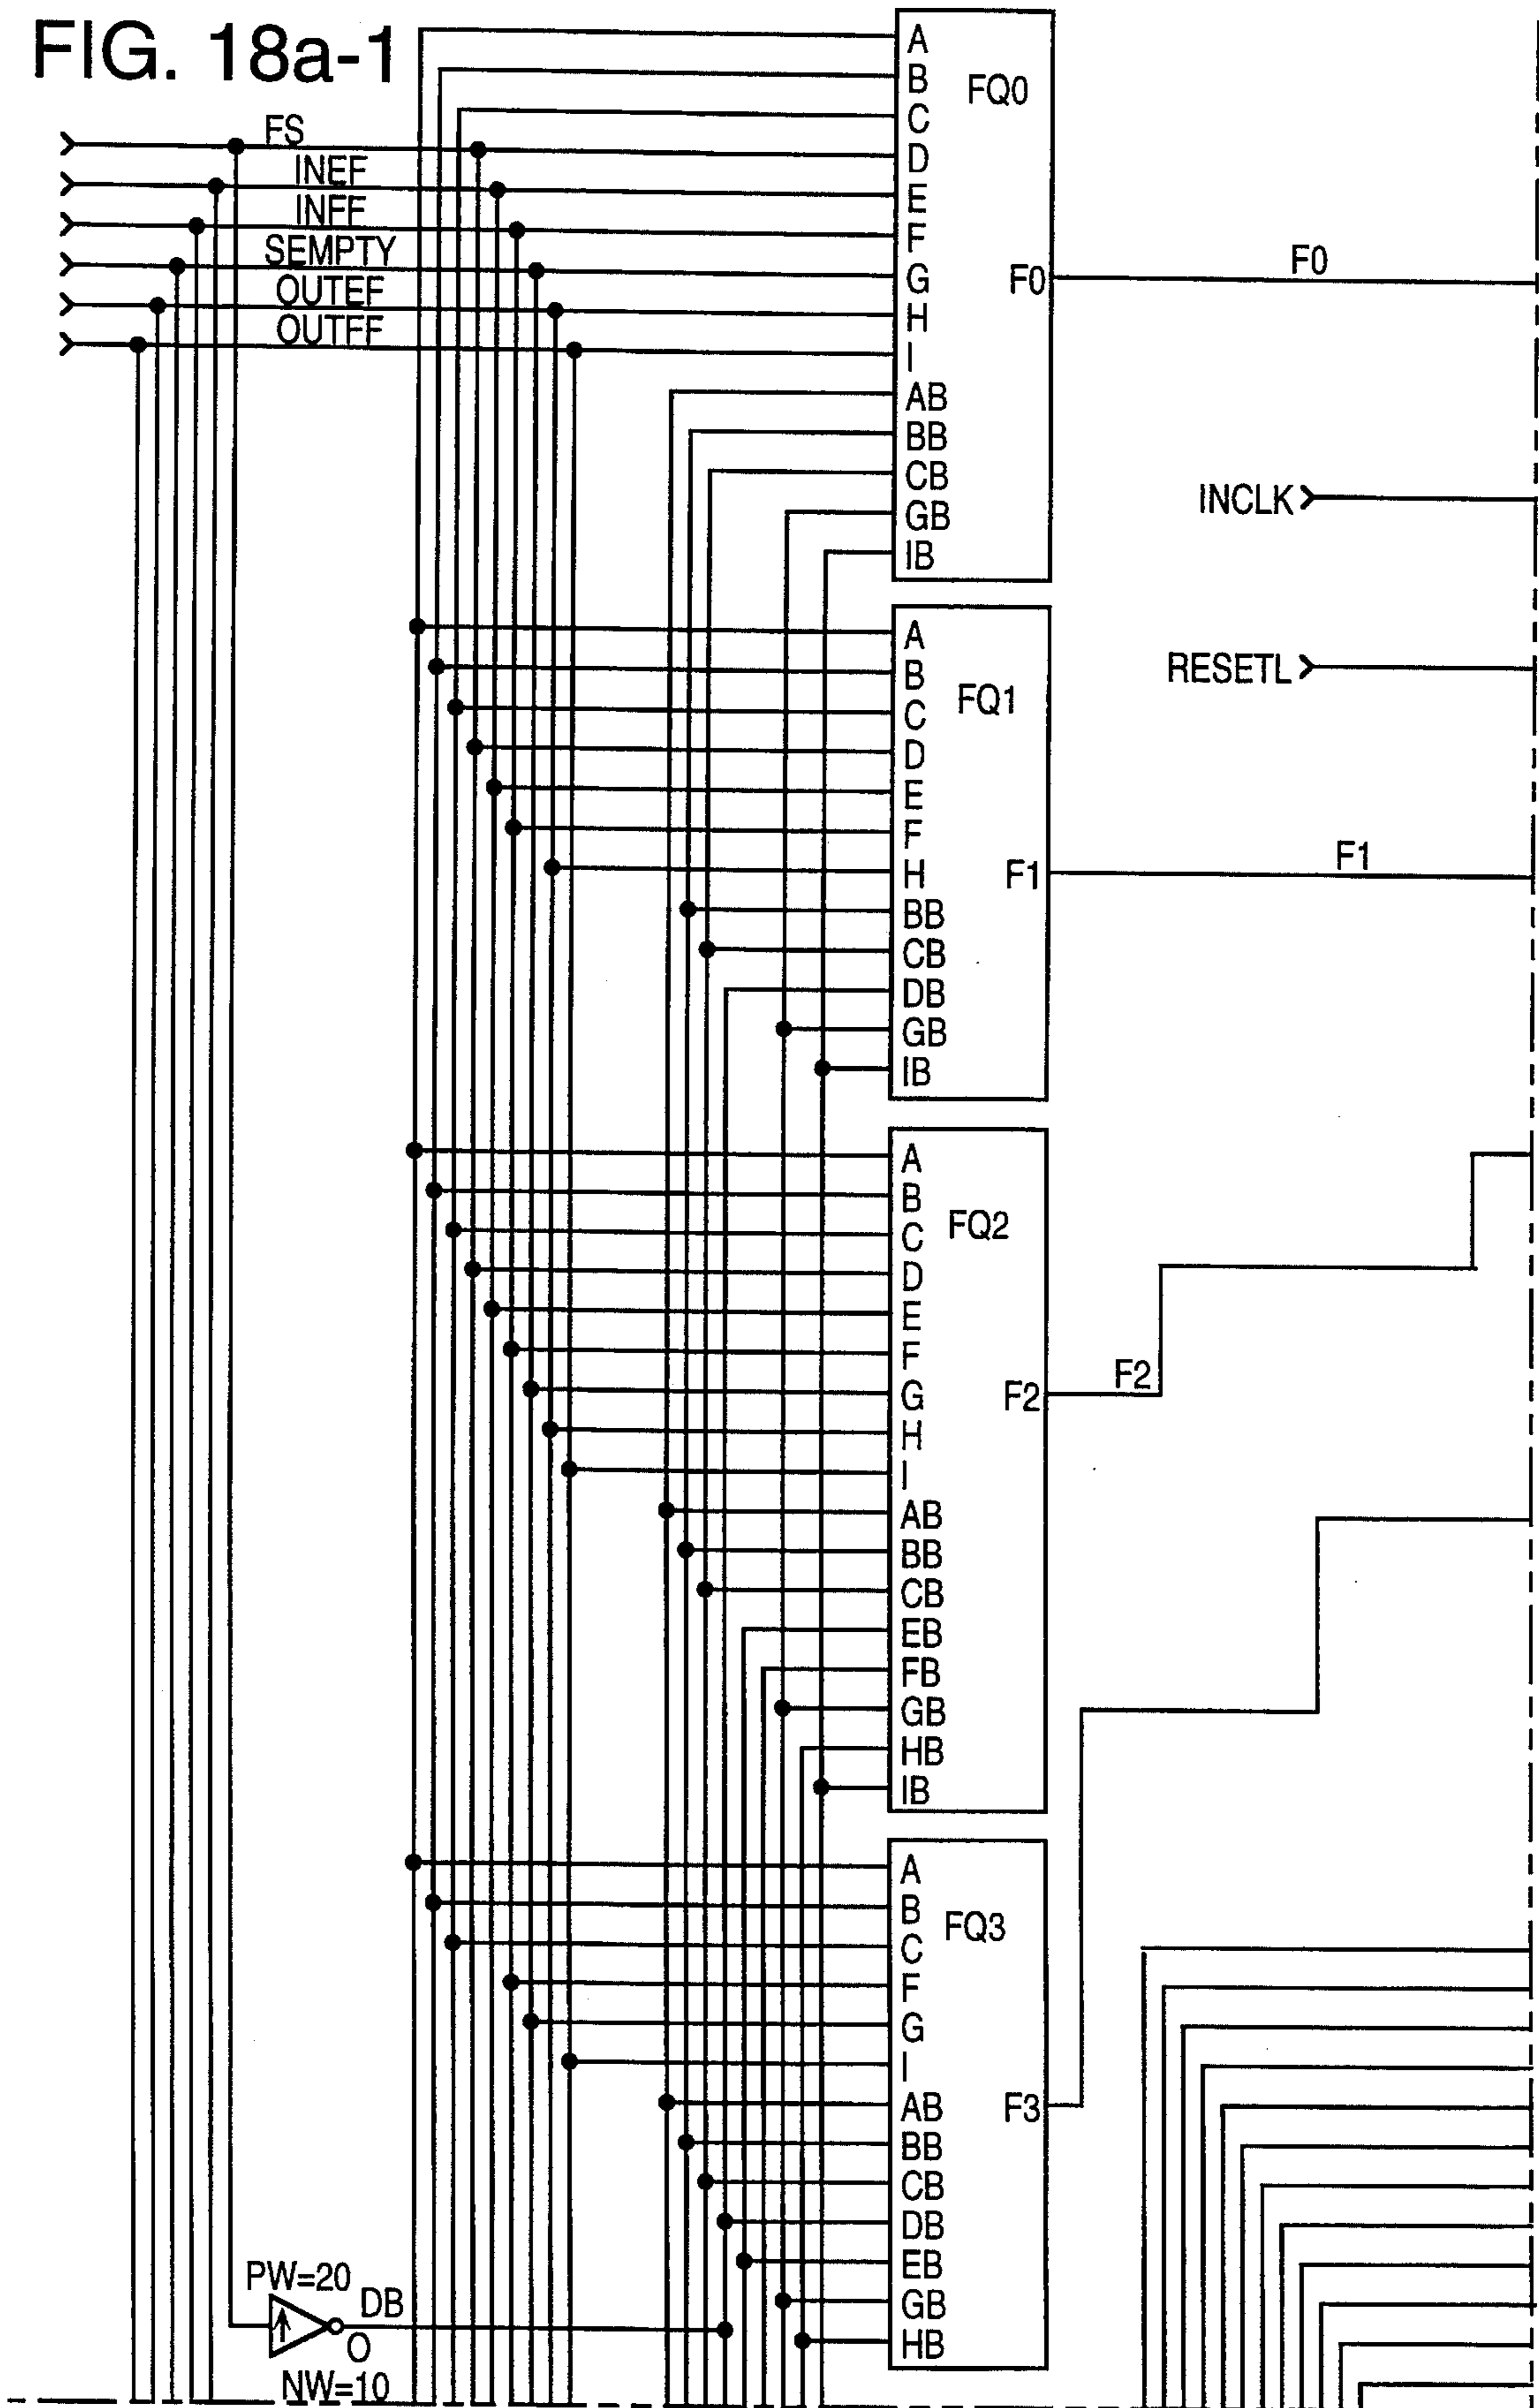 FIG. 18a-1
FS
INEF
INFF
SEMPTY
OUTEF
OUTFF
FQ0
A
B
C
D
E
F
G
H
I
AB
BB
CB
GB
IB
F0
F0
INCLK
RESETL
FQ1
A
B
C
D
E
F
H
BB
CB
DB
GB
IB
F1
F1
FQ2
A
B
C
D
E
F
G
H
I
AB
BB
CB
EB
FB
GB
HB
IB
F2
F2
FQ3
A
B
C
F
G
I
AB
BB
CB
DB
EB
GB
HB
F3
PW=20
DB
O
NW=10